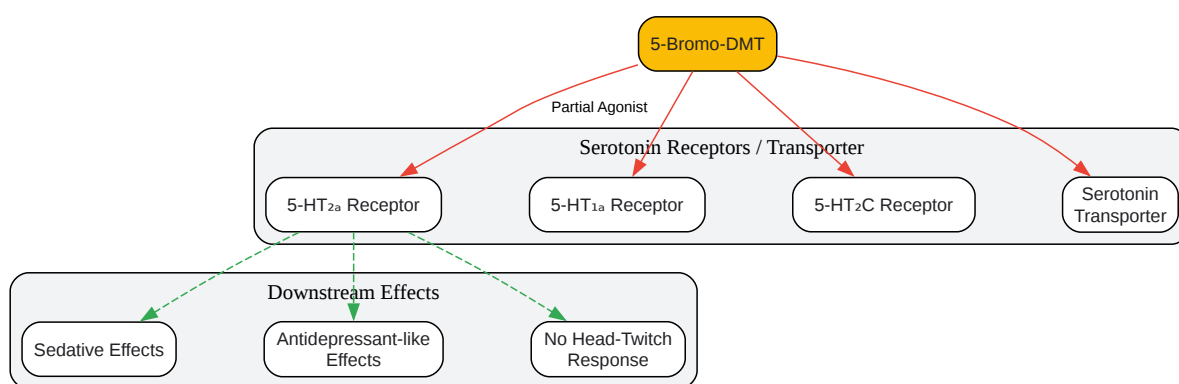 5-Bromo-DMT
Partial Agonist
Serotonin Receptors / Transporter
5-HT₂ₐ Receptor
5-HT₁ₐ Receptor
5-HT₂C Receptor
Serotonin
Transporter
Downstream Effects
Sedative Effects
Antidepressant-like
Effects
No Head-Twitch
Response